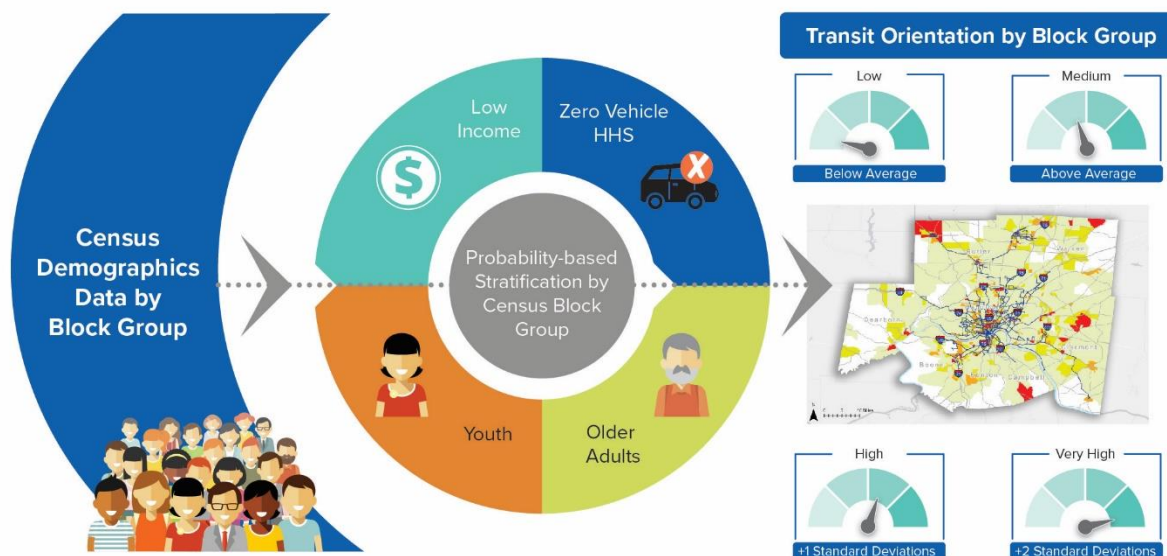 Census
Demographics
Data by
Block Group
Low
Income
$
Zero Vehicle
HHS
X
Probability-based
Stratification by
Census Block
Group
Youth
Older
Adults
Transit Orientation by Block Group
Low
Below Average
Medium
Above Average
Boone
Campbell
High
+1 Standard Deviations
Very High
+2 Standard Deviations